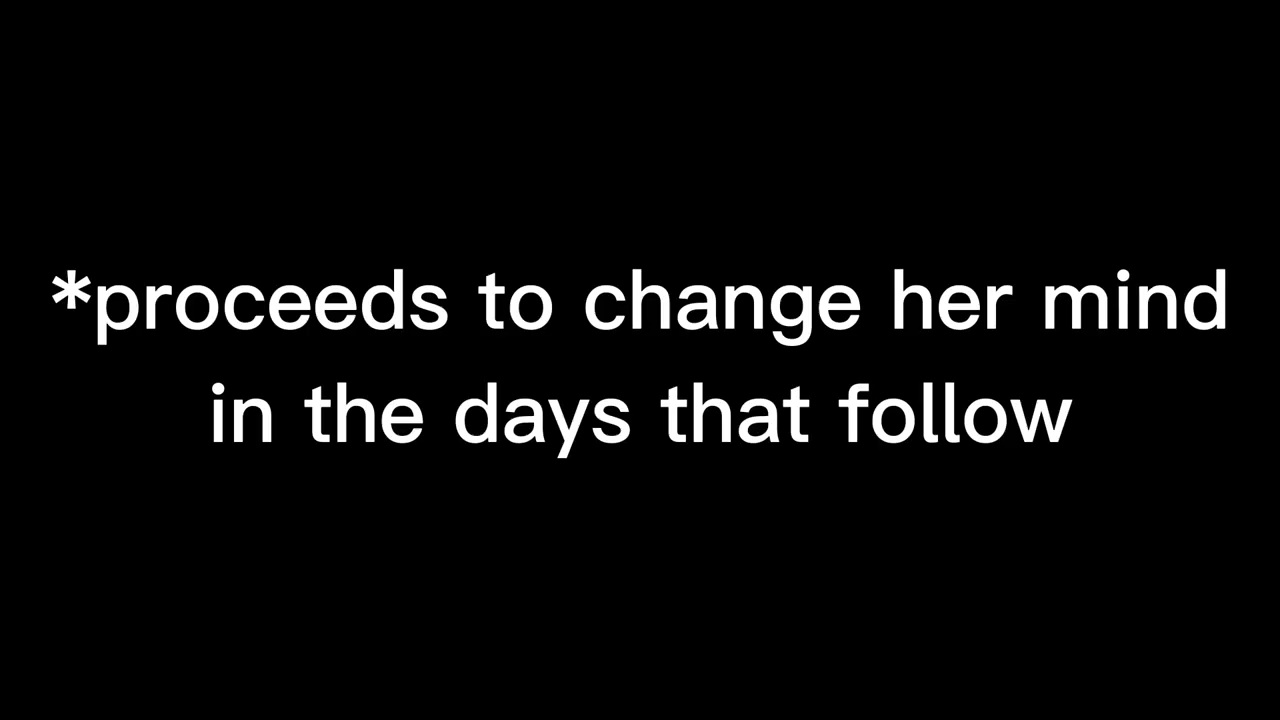 *proceeds to change her mind
in the days that follow